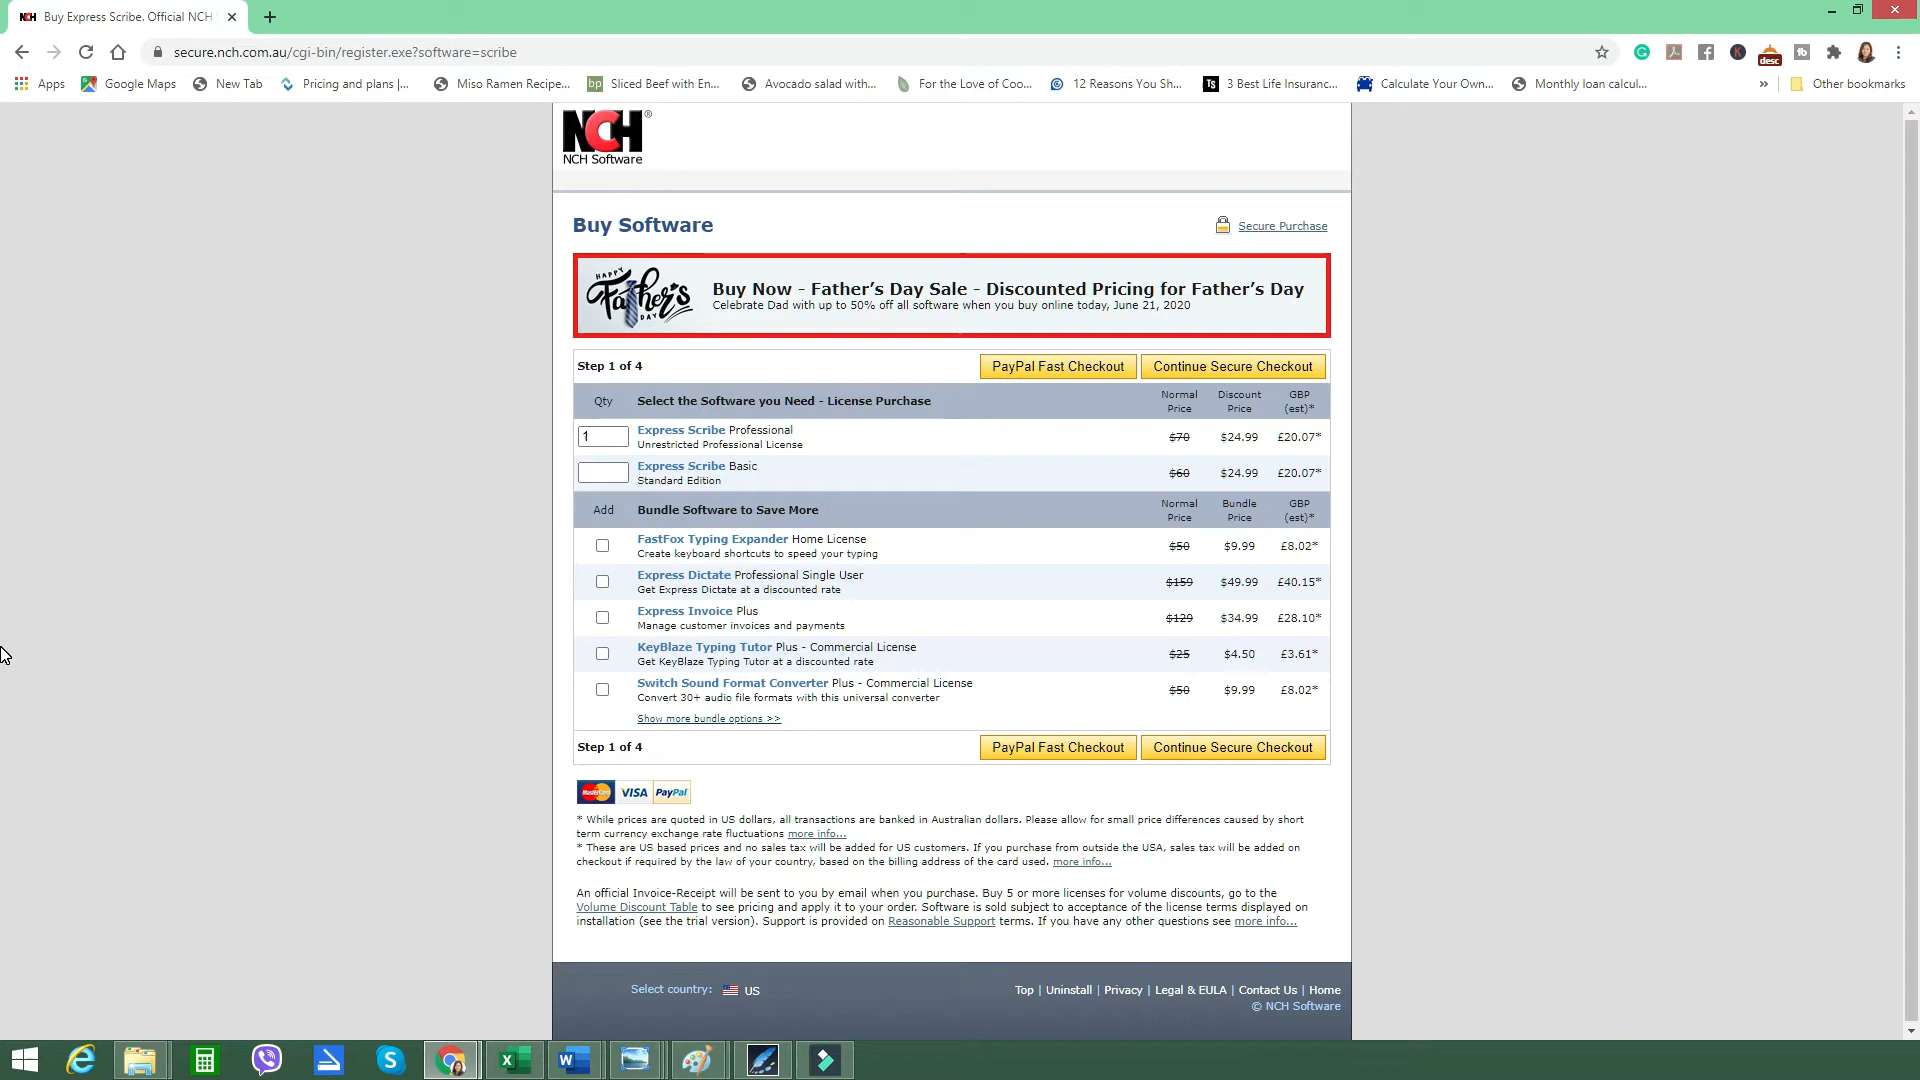 NCH Buy Express Scribe. Official NCH
secure.nch.com.au/cgi-bin/register.exe?software=scribe
desc
Apps
Google Maps
New Tab
Pricing and plans |...
Miso Ramen Recipe...
bp
Sliced Beef with En...
Avocado salad with...
For the Love of Coo...
12 Reasons You Sh...
TS
3 Best Life Insuranc...
Calculate Your Own...
Monthly loan calcul...
»
Other bookmarks
NCH®
NCH Software
Buy Software
Secure Purchase
HAPPY
Father's
DAY
Buy Now - Father’s Day Sale - Discounted Pricing for Father’s Day
Celebrate Dad with up to 50% off all software when you buy online today, June 21, 2020
Step 1 of 4
PayPal Fast Checkout
Continue Secure Checkout
Qty
Select the Software you Need - License Purchase
Normal Price
Discount Price
GBP (est)*
1
Express Scribe Professional
Unrestricted Professional License
$70
$24.99
£20.07*
Express Scribe Basic
Standard Edition
$60
$24.99
£20.07*
Add
Bundle Software to Save More
Normal Price
Bundle Price
GBP (est)*
FastFox Typing Expander Home License
Create keyboard shortcuts to speed your typing
$50
$9.99
£8.02*
Express Dictate Professional Single User
Get Express Dictate at a discounted rate
$159
$49.99
£40.15*
Express Invoice Plus
Manage customer invoices and payments
$129
$34.99
£28.10*
KeyBlaze Typing Tutor Plus - Commercial License
Get KeyBlaze Typing Tutor at a discounted rate
$25
$4.50
£3.61*
Switch Sound Format Converter Plus - Commercial License
Convert 30+ audio file formats with this universal converter
$50
$9.99
£8.02*
Show more bundle options >>
Step 1 of 4
PayPal Fast Checkout
Continue Secure Checkout
MasterCard
VISA
PayPal
* While prices are quoted in US dollars, all transactions are banked in Australian dollars. Please allow for small price differences caused by short
term currency exchange rate fluctuations more info...
* These are US based prices and no sales tax will be added for US customers. If you purchase from outside the USA, sales tax will be added on
checkout if required by the law of your country, based on the billing address of the card used. more info...
An official Invoice-Receipt will be sent to you by email when you purchase. Buy 5 or more licenses for volume discounts, go to the
Volume Discount Table to see pricing and apply it to your order. Software is sold subject to acceptance of the license terms displayed on
installation (see the trial version). Support is provided on Reasonable Support terms. If you have any other questions see more info...
Select country: US
Top | Uninstall | Privacy | Legal & EULA | Contact Us | Home
© NCH Software